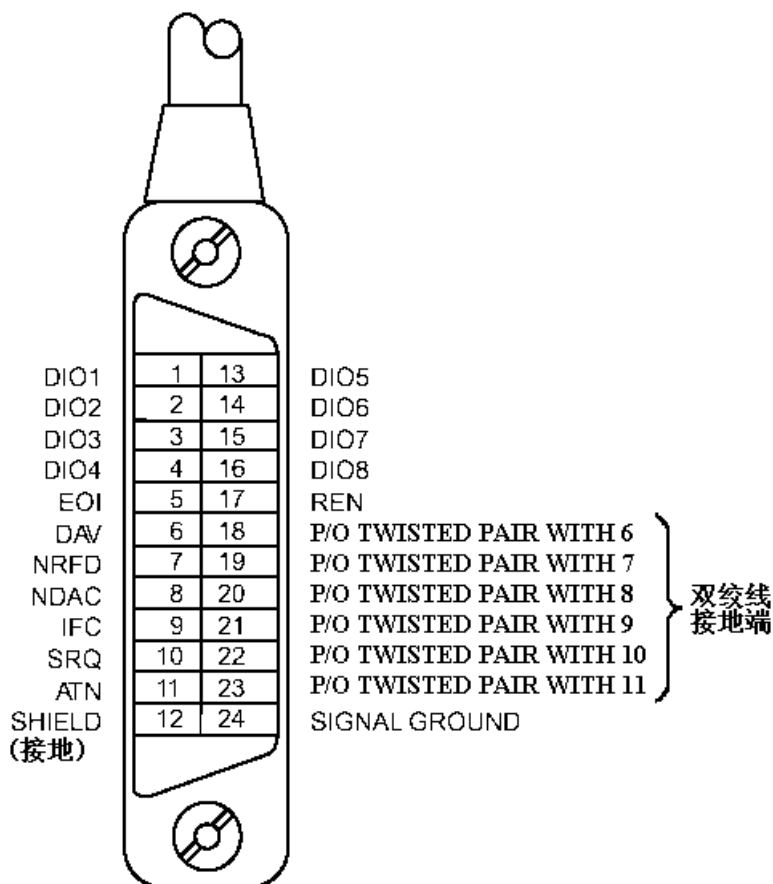 DIO1 1 13 DIO5
DIO2 2 14 DIO6
DIO3 3 15 DIO7
DIO4 4 16 DIO8
EOI 5 17 REN
DAV 6 18 P/O TWISTED PAIR WITH 6
NRFD 7 19 P/O TWISTED PAIR WITH 7
NDAC 8 20 P/O TWISTED PAIR WITH 8
IFC 9 21 P/O TWISTED PAIR WITH 9
SRQ 10 22 P/O TWISTED PAIR WITH 10
ATN 11 23 P/O TWISTED PAIR WITH 11
SHIELD 12 24 SIGNAL GROUND
(接地)
双绞线
接地端